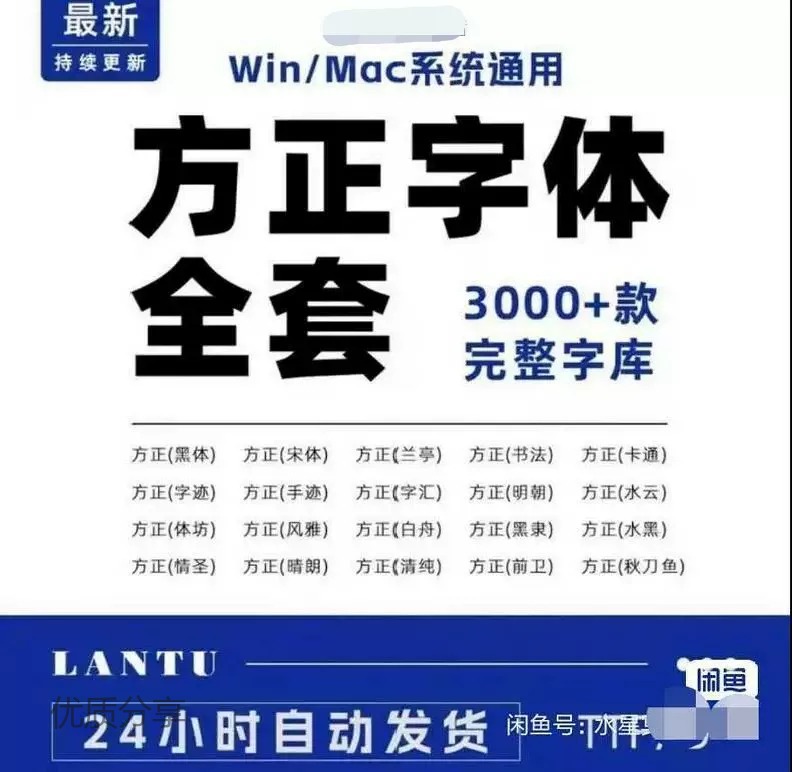 最新
持续更新
Win/Mac系统通用
方正字体
全套
3000+款
完整字库
方正(黑体) 方正(宋体) 方正(兰亭) 方正(书法) 方正(卡通)
方正(字迹) 方正(手迹) 方正(字汇) 方正(明朝) 方正(水云)
方正(体坊) 方正(风雅) 方正(白舟) 方正(黑隶) 方正(水黑)
方正(情圣) 方正(晴朗) 方正(清纯) 方正(前卫) 方正(秋刀鱼)
LANTU
闲鱼
优质分享
24小时自动发货
闲鱼号:水星